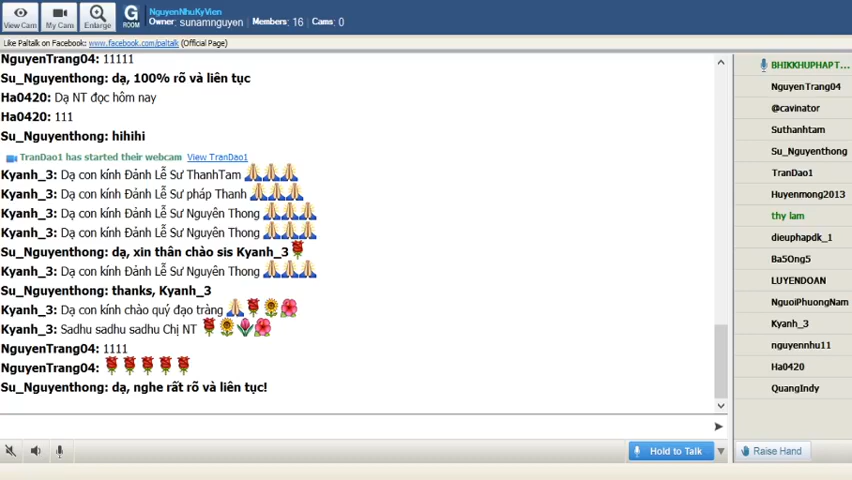 View Cam
My Cam
Enlarge
G
ROOM
NguyenNhuKyVien
Owner: sunamnguyen Members: 16 Cams: 0
Like Paltalk on Facebook: www.facebook.com/paltalk (Official Page)
NguyenTrang04: 11111
Su_Nguyenthong: dạ, 100% rõ và liên tục
Ha0420: Dạ NT đọc hôm nay
Ha0420: 111
Su_Nguyenthong: hihihi
TranDao1 has started their webcam View TranDao1
Kyanh_3: Dạ con kính Đảnh Lễ Sư ThanhTam 🙏🙏🙏
Kyanh_3: Dạ con kính Đảnh Lễ Sư pháp Thanh 🙏🙏🙏
Kyanh_3: Dạ con kính Đảnh Lễ Sư Nguyên Thong 🙏🙏🙏
Kyanh_3: Dạ con kính Đảnh Lễ Sư Nguyên Thong 🙏🙏🙏
Su_Nguyenthong: dạ, xin thân chào sis Kyanh_3 🌹
Kyanh_3: Dạ con kính Đảnh Lễ Sư Nguyên Thong 🙏🙏🙏
Su_Nguyenthong: thanks, Kyanh_3
Kyanh_3: Dạ con kính chào quý đạo tràng 🙏🌹🌻🌺
Kyanh_3: Sadhu sadhu sadhu Chị NT 🌹🌻🌷🌺
NguyenTrang04: 1111
NguyenTrang04: 🌹🌹🌹🌹🌹
Su_Nguyenthong: dạ, nghe rất rõ và liên tục!
Hold to Talk
BHIKKHUPHAPT...
NguyenTrang04
@cavinator
Suthanhtam
Su_Nguyenthong
TranDao1
Huyenmong2013
thy lam
dieuphapdk_1
Ba5Ong5
LUYENDOAN
NguoiPhuongNam
Kyanh_3
nguyennhu11
Ha0420
QuangIndy
Raise Hand